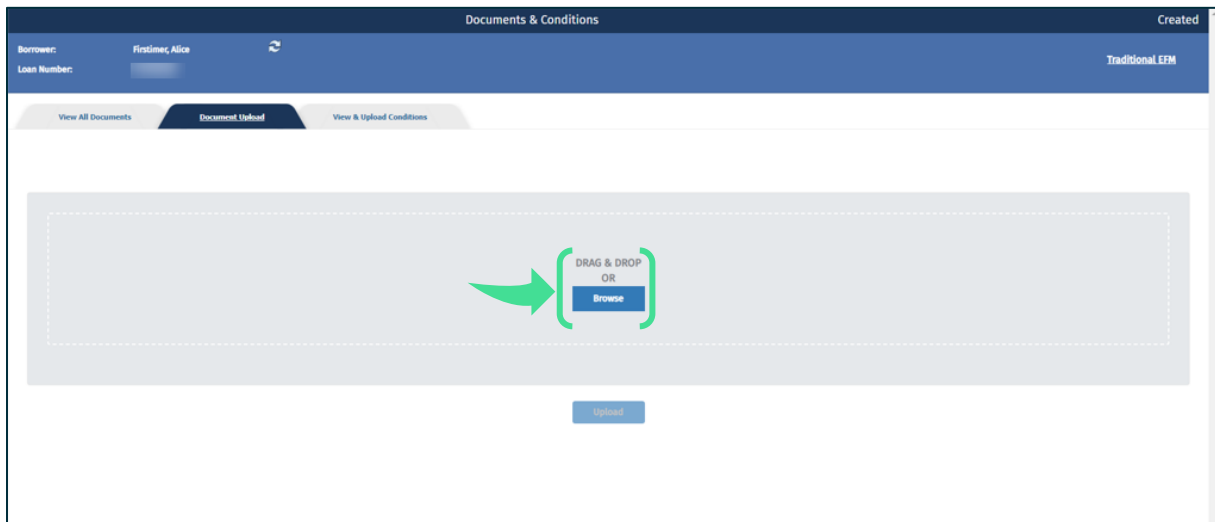 Documents & Conditions
Created
Borrower:
Firstimer, Alice
Loan Number:
Traditional EFM
View All Documents
Document Upload
View & Upload Conditions
DRAG & DROP
OR
Browse
Upload